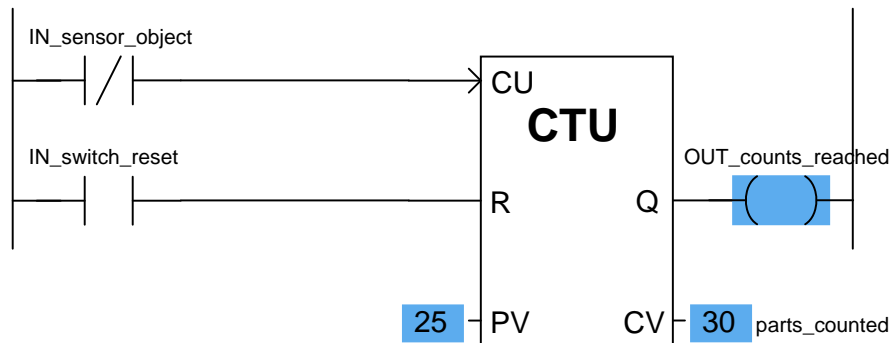 IN_sensor_object
CU
CTU
IN_switch_reset
OUT_counts_reached
R
Q
25
PV
CV
30
parts_counted